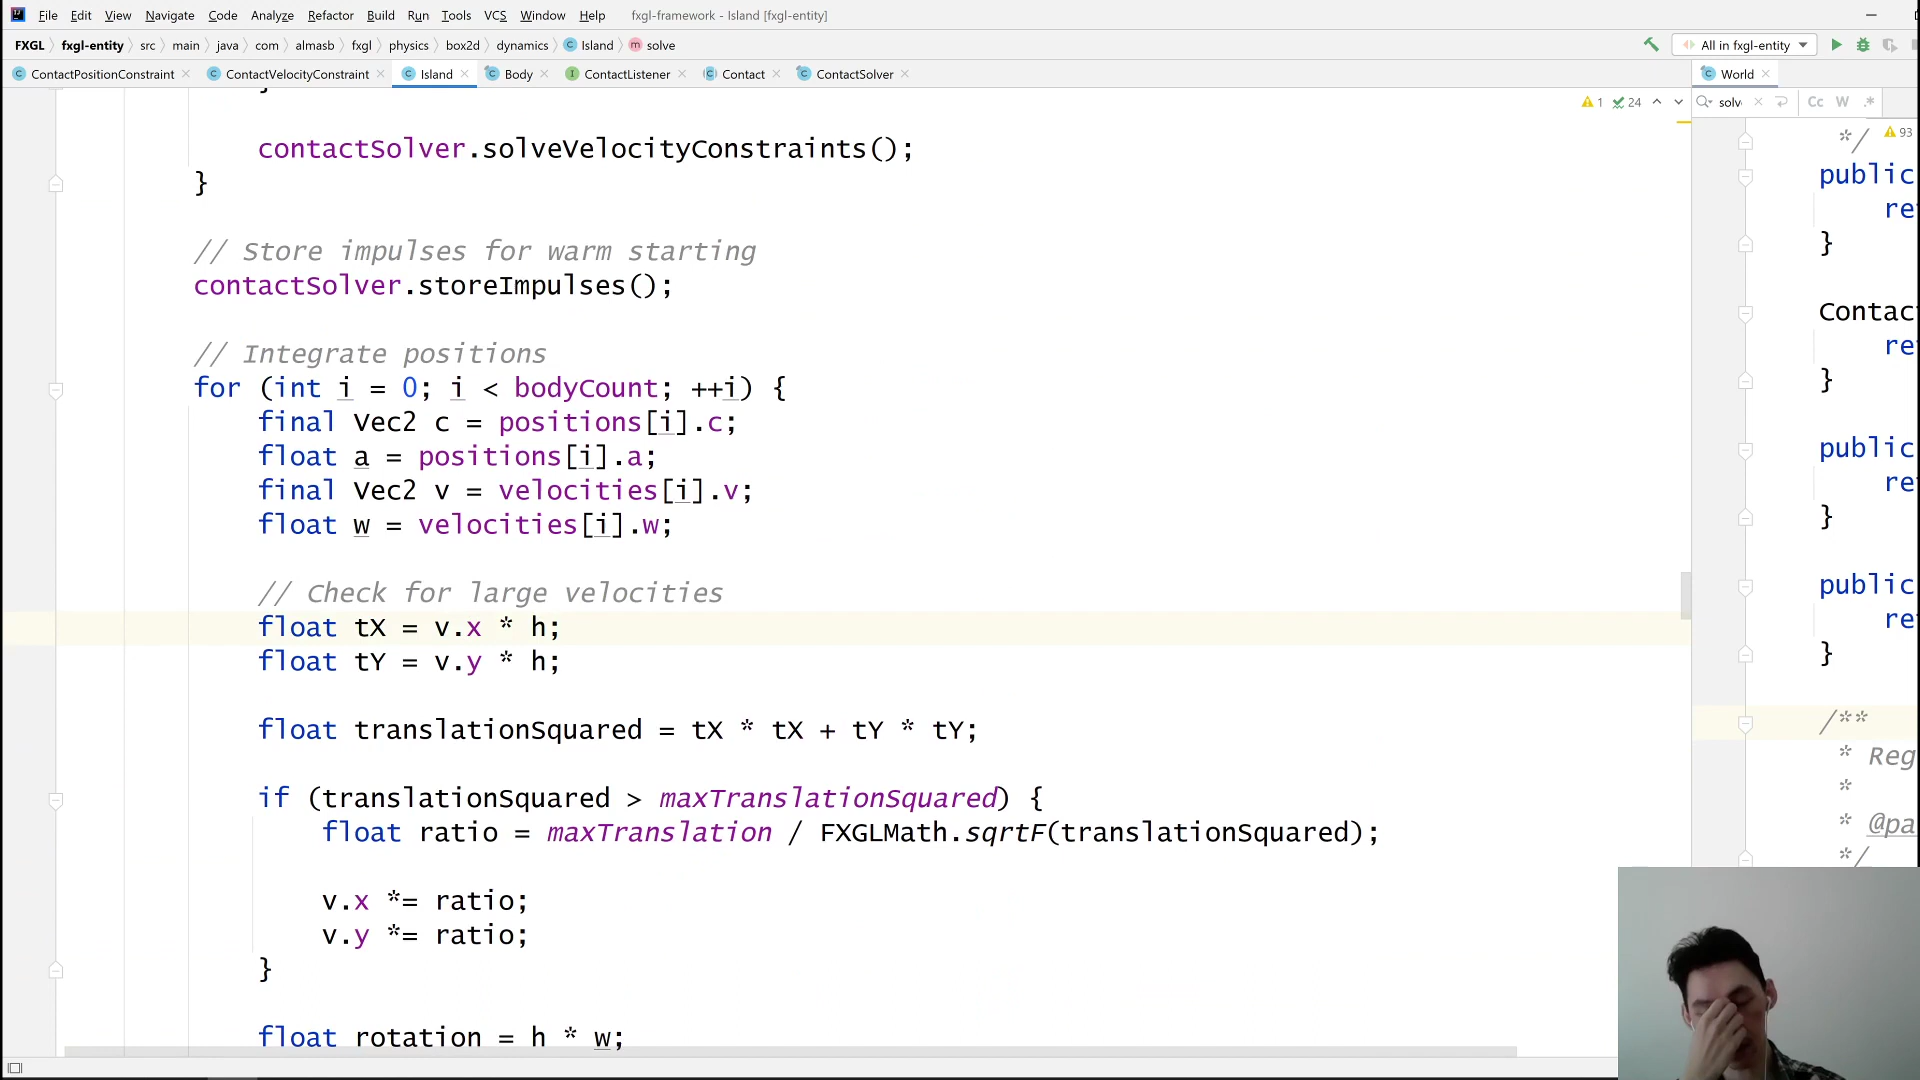 File Edit View Navigate Code Analyze Refactor Build Run Tools VCS Window Help fxgl-framework - Island [fxgl-entity]
FXGL fxgl-entity src main java com almasb fxgl physics box2d dynamics Island solve All in fxgl-entity
ContactPositionConstraint ContactVelocityConstraint Island Body ContactListener Contact ContactSolver World
1 24
solv Cc W .*
93
contactSolver.solveVelocityConstraints();
}
// Store impulses for warm starting
contactSolver.storeImpulses();
// Integrate positions
for (int i = 0; i < bodyCount; ++i) {
final Vec2 c = positions[i].c;
float a = positions[i].a;
final Vec2 v = velocities[i].v;
float w = velocities[i].w;
// Check for large velocities
float tX = v.x * h;
float tY = v.y * h;
float translationSquared = tX * tX + tY * tY;
if (translationSquared > maxTranslationSquared) {
float ratio = maxTranslation / FXGLMath.sqrtF(translationSquared);
v.x *= ratio;
v.y *= ratio;
}
float rotation = h * w;
*/
public
re
}
Contac
re
}
public
re
}
public
re
}
/**
* Reg
*
* @pa
*/